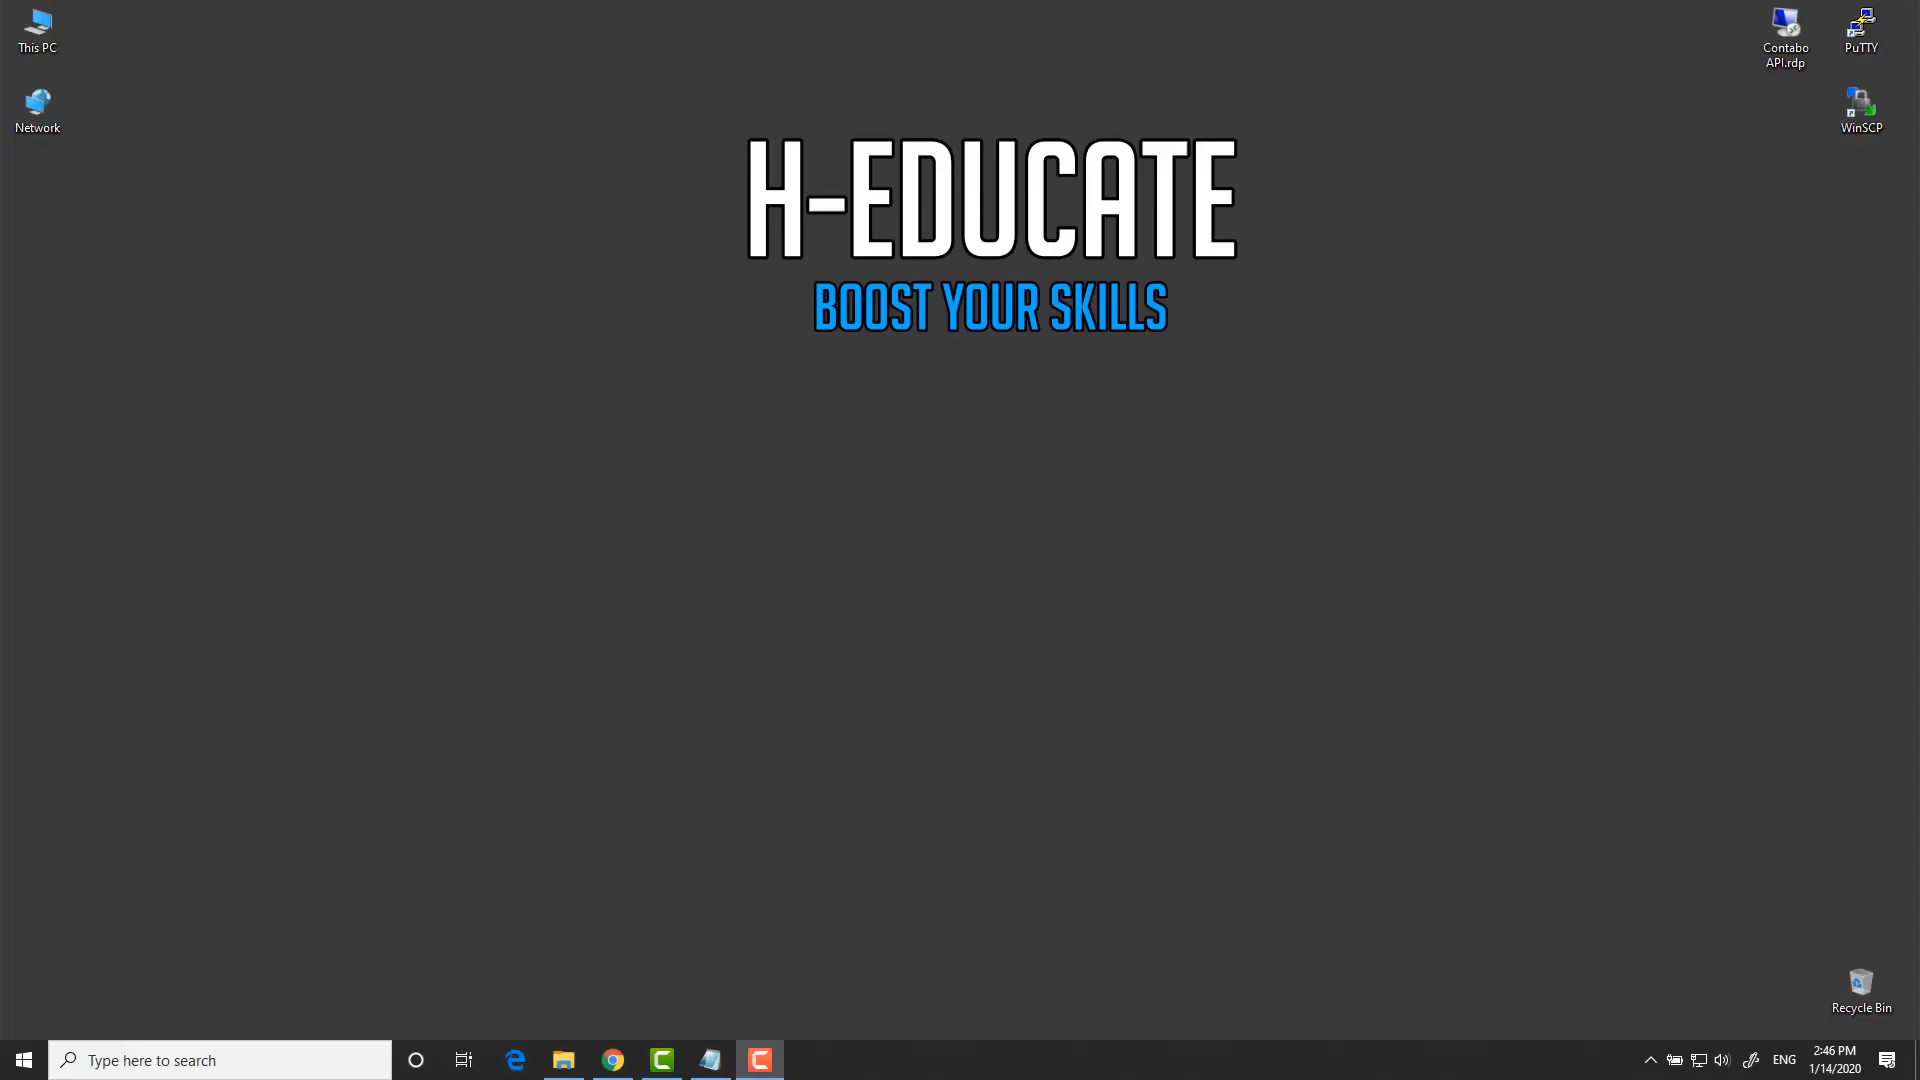 This PC
Network
Contabo
API.rdp
PuTTY
WinSCP
H-EDUCATE
BOOST YOUR SKILLS
Recycle Bin
Type here to search
ENG
2:46 PM
1/14/2020